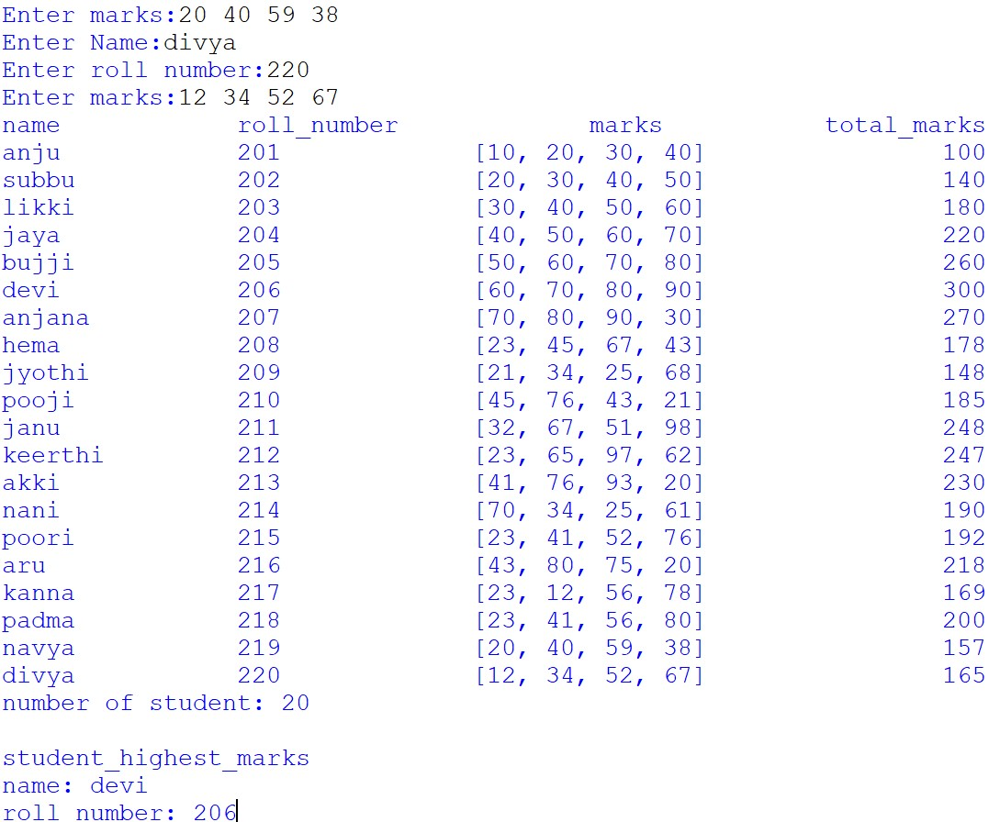 Enter marks:20 40 59 38
Enter Name:divya
Enter roll number:220
Enter marks:12 34 52 67
name roll_number marks total_marks
anju 201 [10, 20, 30, 40] 100
subbu 202 [20, 30, 40, 50] 140
likki 203 [30, 40, 50, 60] 180
jaya 204 [40, 50, 60, 70] 220
bujji 205 [50, 60, 70, 80] 260
devi 206 [60, 70, 80, 90] 300
anjana 207 [70, 80, 90, 30] 270
hema 208 [23, 45, 67, 43] 178
jyothi 209 [21, 34, 25, 68] 148
pooji 210 [45, 76, 43, 21] 185
janu 211 [32, 67, 51, 98] 248
keerthi 212 [23, 65, 97, 62] 247
akki 213 [41, 76, 93, 20] 230
nani 214 [70, 34, 25, 61] 190
poori 215 [23, 41, 52, 76] 192
aru 216 [43, 80, 75, 20] 218
kanna 217 [23, 12, 56, 78] 169
padma 218 [23, 41, 56, 80] 200
navya 219 [20, 40, 59, 38] 157
divya 220 [12, 34, 52, 67] 165
number of student: 20
student_highest_marks
name: devi
roll number: 206